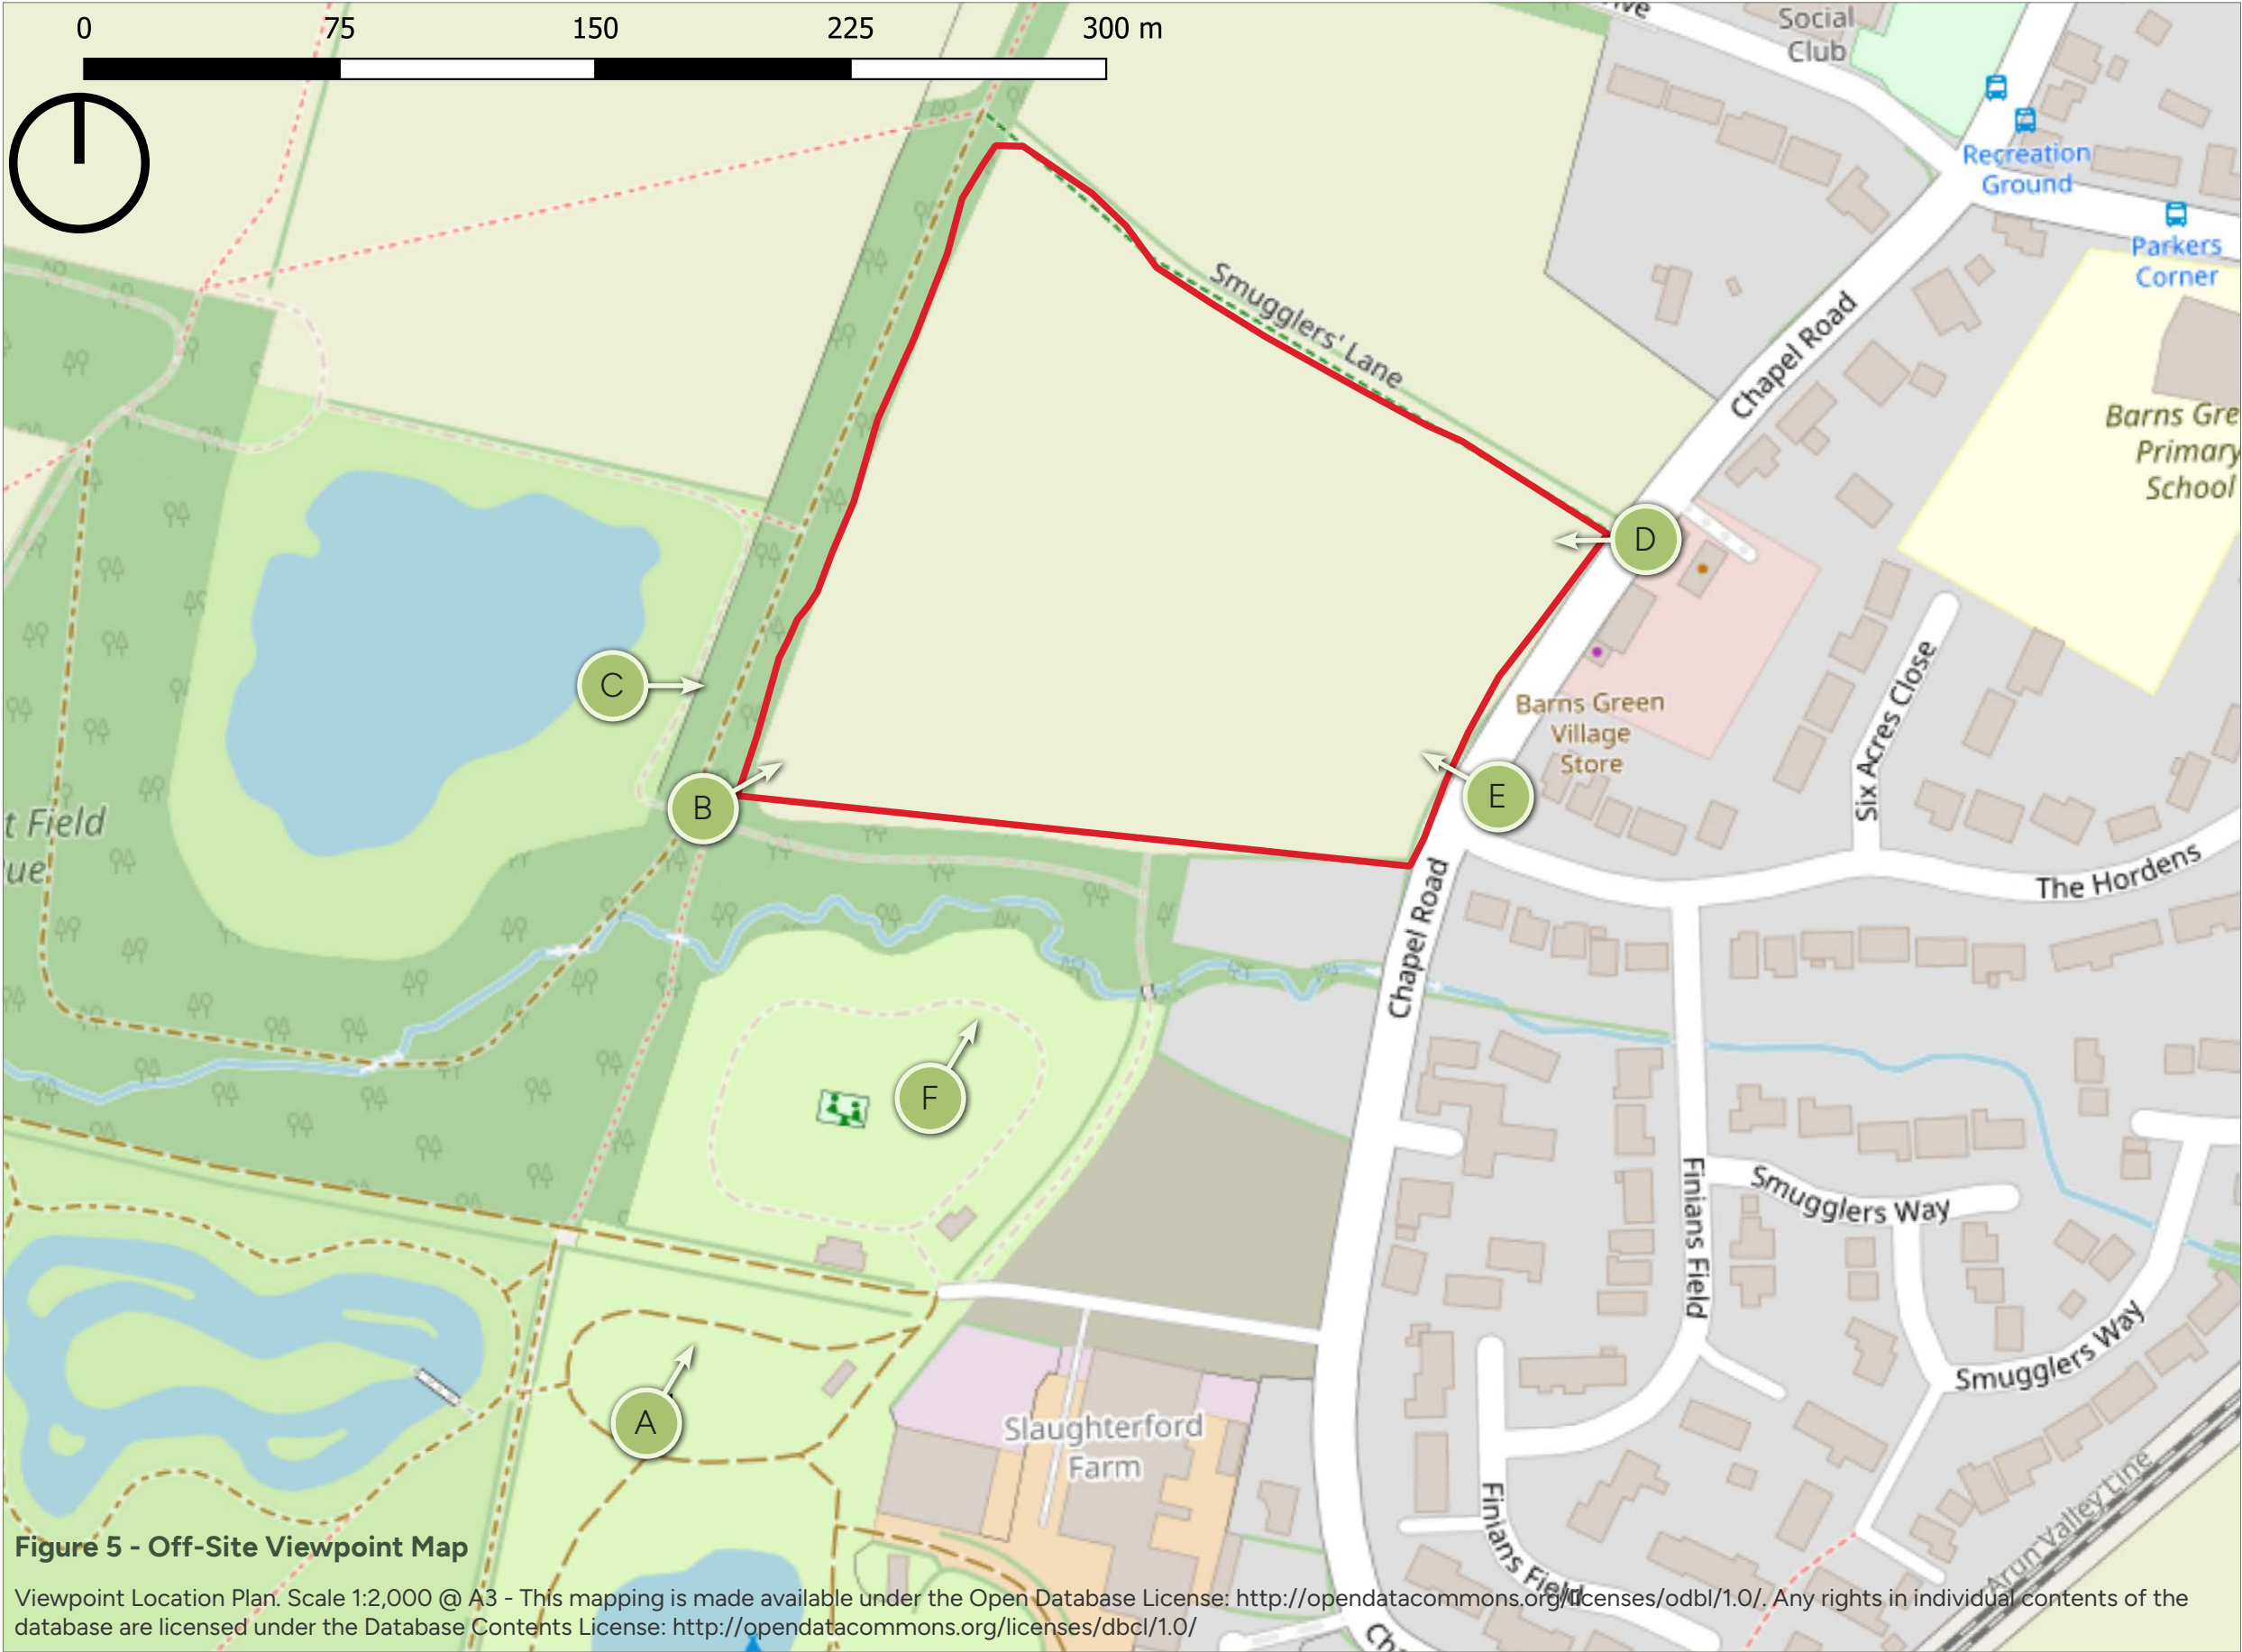 0 75 150 225 300 m
Social
Club
Recreation
Ground
Parkers
Corner
Smugglers' Lane
Chapel Road
Barns Gre
Primary
School
D
C
B
E
Barns Green
Village
Store
Six Acres Close
t Field
ue
The Hordens
Chapel Road
F
A
Smugglers Way
Finians Field
Smugglers Way
Slaughterford
Farm
Finians Field
Arun Valley Line
Figure 5 - Off-Site Viewpoint Map
Viewpoint Location Plan. Scale 1:2,000 @ A3 - This mapping is made available under the Open Database License: http://opendatacommons.org/licenses/odbl/1.0/. Any rights in individual contents of the
database are licensed under the Database Contents License: http://opendatacommons.org/licenses/dbcl/1.0/